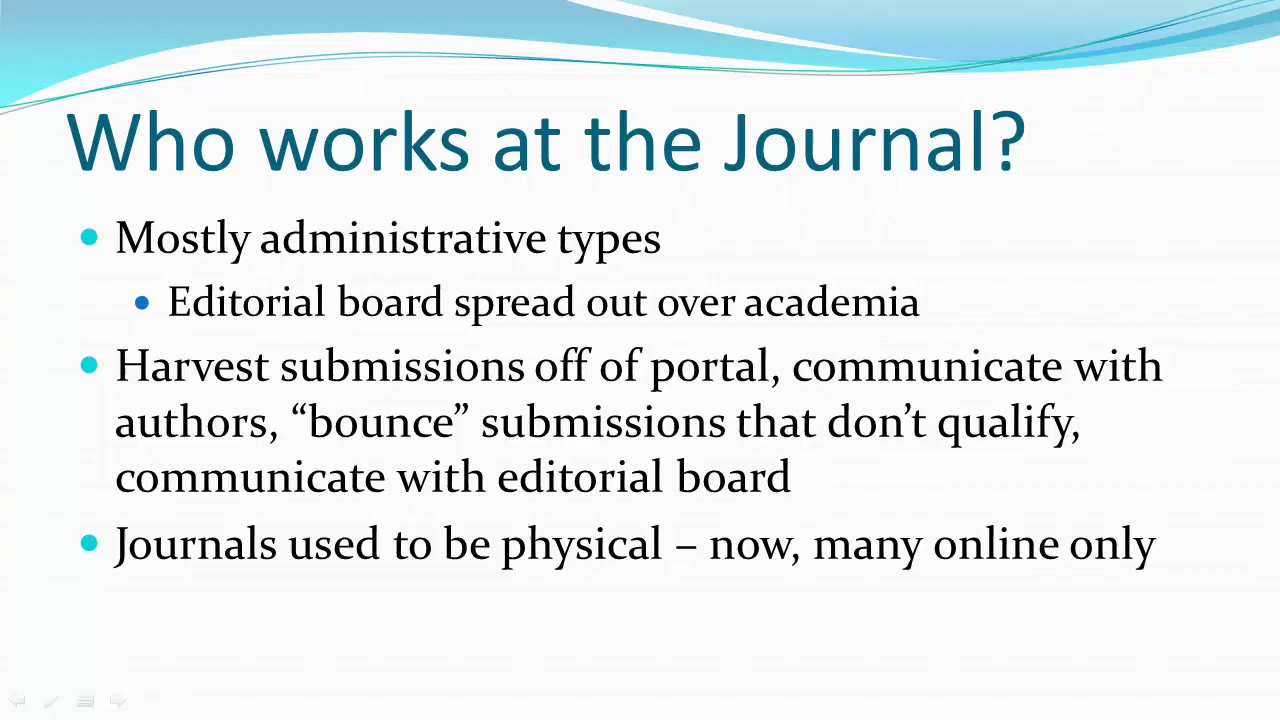 Who works at the Journal?
Mostly administrative types
Editorial board spread out over academia
Harvest submissions off of portal, communicate with
authors, “bounce” submissions that don’t qualify,
communicate with editorial board
Journals used to be physical – now, many online only